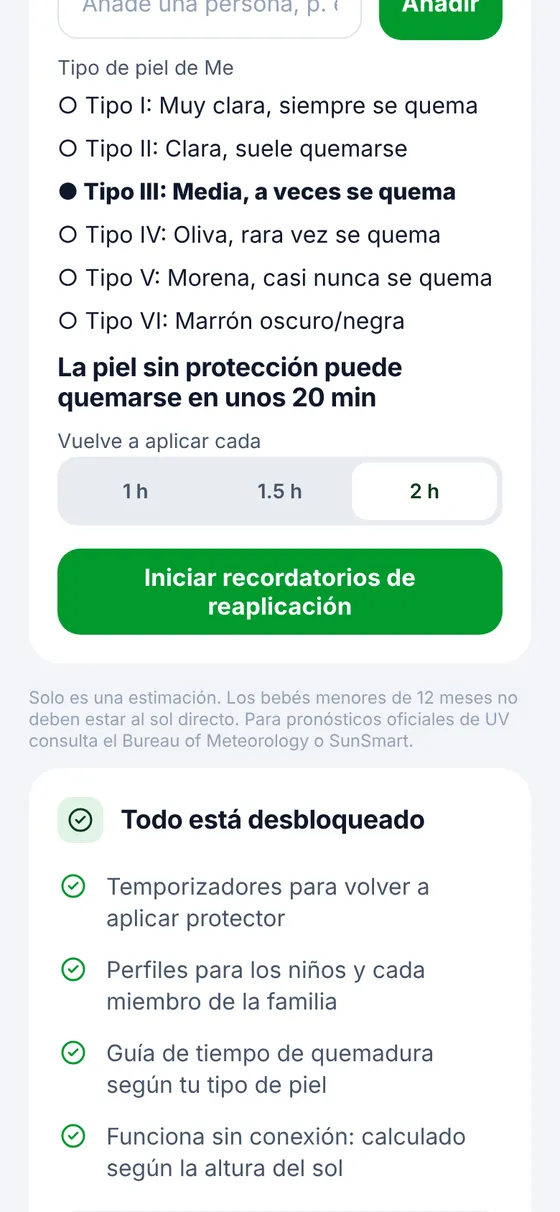 Añade una persona, p. e
Añadir
Tipo de piel de Me
Tipo I: Muy clara, siempre se quema
Tipo II: Clara, suele quemarse
Tipo III: Media, a veces se quema
Tipo IV: Oliva, rara vez se quema
Tipo V: Morena, casi nunca se quema
Tipo VI: Marrón oscuro/negra
La piel sin protección puede
quemarse en unos 20 min
Vuelve a aplicar cada
1 h
1.5 h
2 h
Iniciar recordatorios de
reaplicación
Solo es una estimación. Los bebés menores de 12 meses no
deben estar al sol directo. Para pronósticos oficiales de UV
consulta el Bureau of Meteorology o SunSmart.
Todo está desbloqueado
Temporizadores para volver a
aplicar protector
Perfiles para los niños y cada
miembro de la familia
Guía de tiempo de quemadura
según tu tipo de piel
Funciona sin conexión: calculado
según la altura del sol